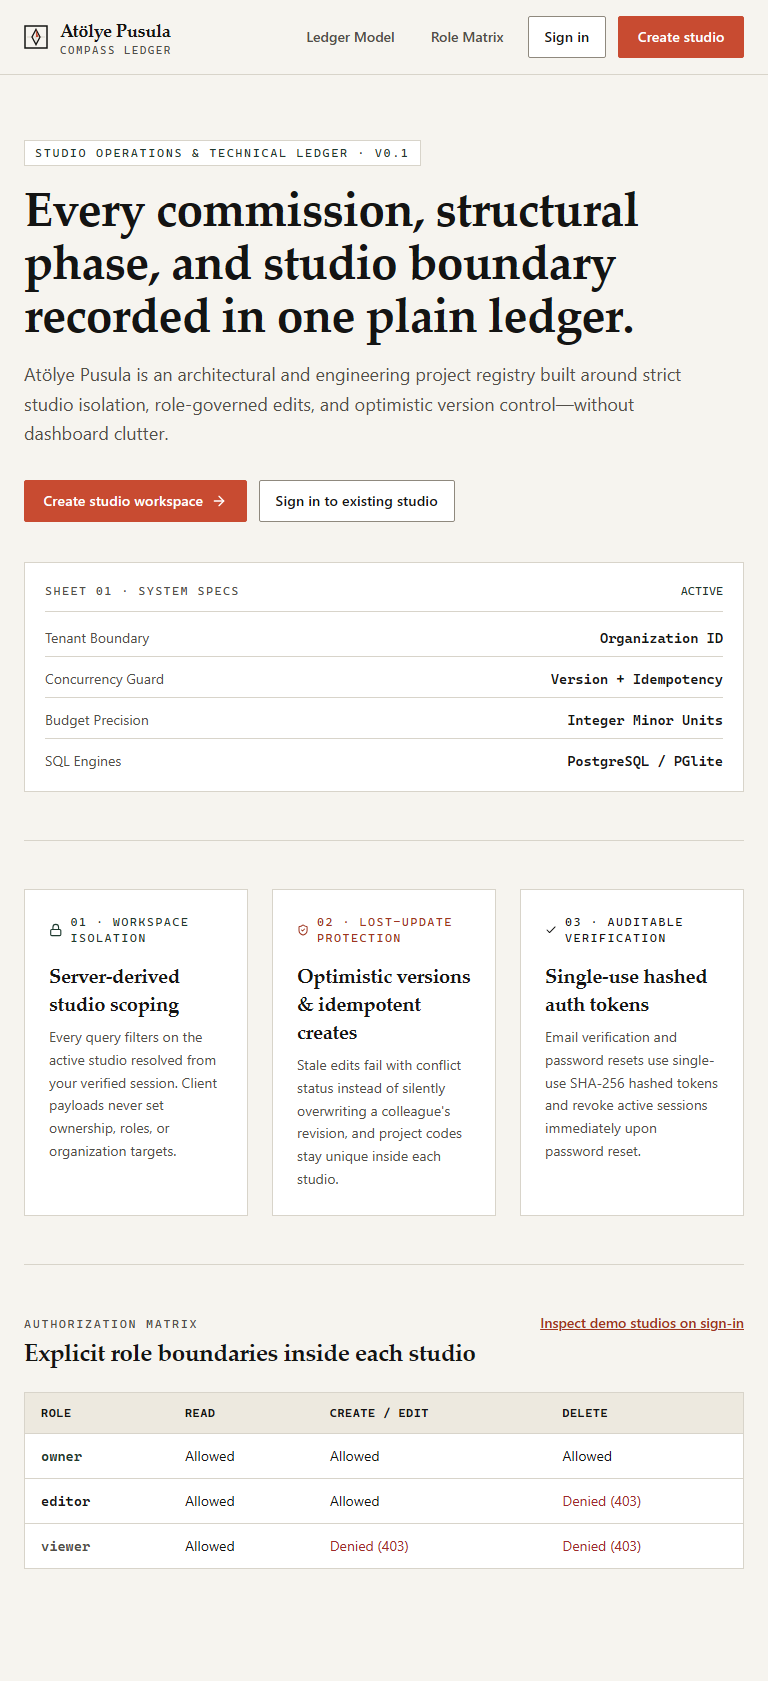 Atölye Pusula
COMPASS LEDGER
Ledger Model
Role Matrix
Sign in
Create studio
STUDIO OPERATIONS & TECHNICAL LEDGER · V0.1
Every commission, structural
phase, and studio boundary
recorded in one plain ledger.
Atölye Pusula is an architectural and engineering project registry built around strict
studio isolation, role-governed edits, and optimistic version control—without
dashboard clutter.
Create studio workspace →
Sign in to existing studio
SHEET 01 · SYSTEM SPECS
ACTIVE
Tenant Boundary
Organization ID
Concurrency Guard
Version + Idempotency
Budget Precision
Integer Minor Units
SQL Engines
PostgreSQL / PGlite
01 · WORKSPACE
ISOLATION
Server-derived
studio scoping
Every query filters on the
active studio resolved from
your verified session. Client
payloads never set
ownership, roles, or
organization targets.
02 · LOST-UPDATE
PROTECTION
Optimistic versions
& idempotent
creates
Stale edits fail with conflict
status instead of silently
overwriting a colleague's
revision, and project codes
stay unique inside each
studio.
03 · AUDITABLE
VERIFICATION
Single-use hashed
auth tokens
Email verification and
password resets use single-
use SHA-256 hashed tokens
and revoke active sessions
immediately upon
password reset.
AUTHORIZATION MATRIX
Inspect demo studios on sign-in
Explicit role boundaries inside each studio
ROLE READ CREATE / EDIT DELETE
owner Allowed Allowed Allowed
editor Allowed Allowed Denied (403)
viewer Allowed Denied (403) Denied (403)